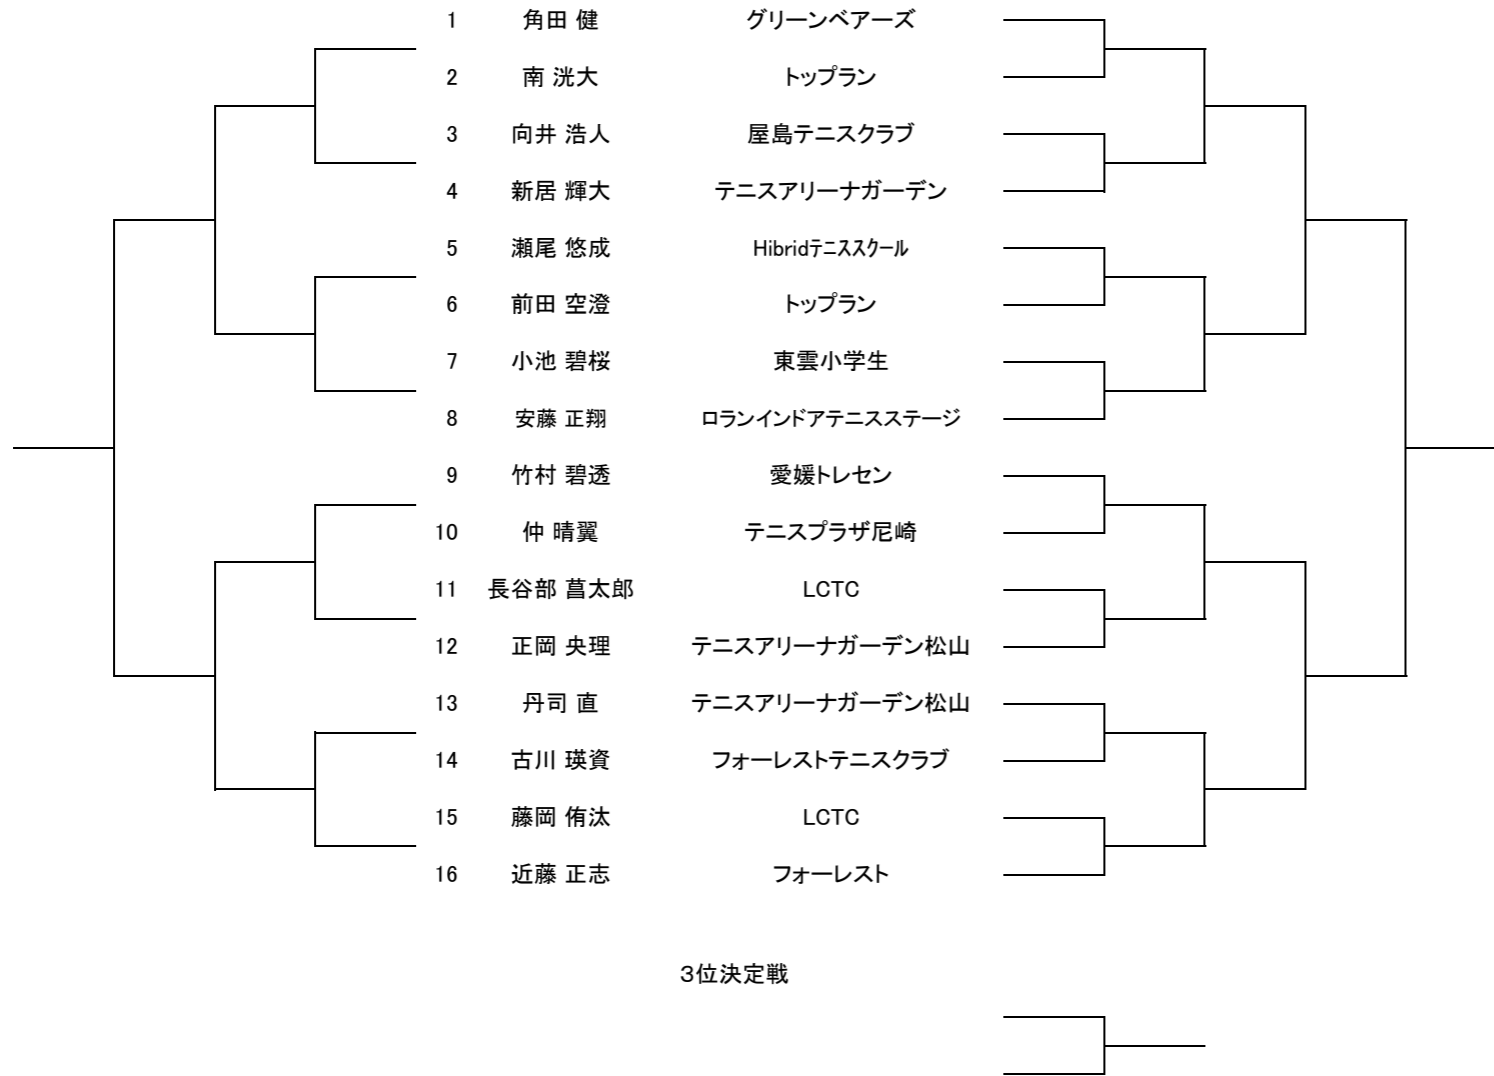 1 角田 健 グリーンベアーズ
2 南 洸大 トップラン
3 向井 浩人 屋島テニスクラブ
4 新居 輝大 テニスアリーナガーデン
5 瀬尾 悠成 Hibridﾃﾆｽｽｸｰﾙ
6 前田 空澄 トップラン
7 小池 碧桜 東雲小学生
8 安藤 正翔 ロランインドアテニスステージ
9 竹村 碧透 愛媛トレセン
10 仲 晴翼 テニスプラザ尼崎
11 長谷部 菖太郎 LCTC
12 正岡 央理 テニスアリーナガーデン松山
13 丹司 直 テニスアリーナガーデン松山
14 古川 瑛資 フォーレストテニスクラブ
15 藤岡 侑汰 LCTC
16 近藤 正志 フォーレスト
３位決定戦